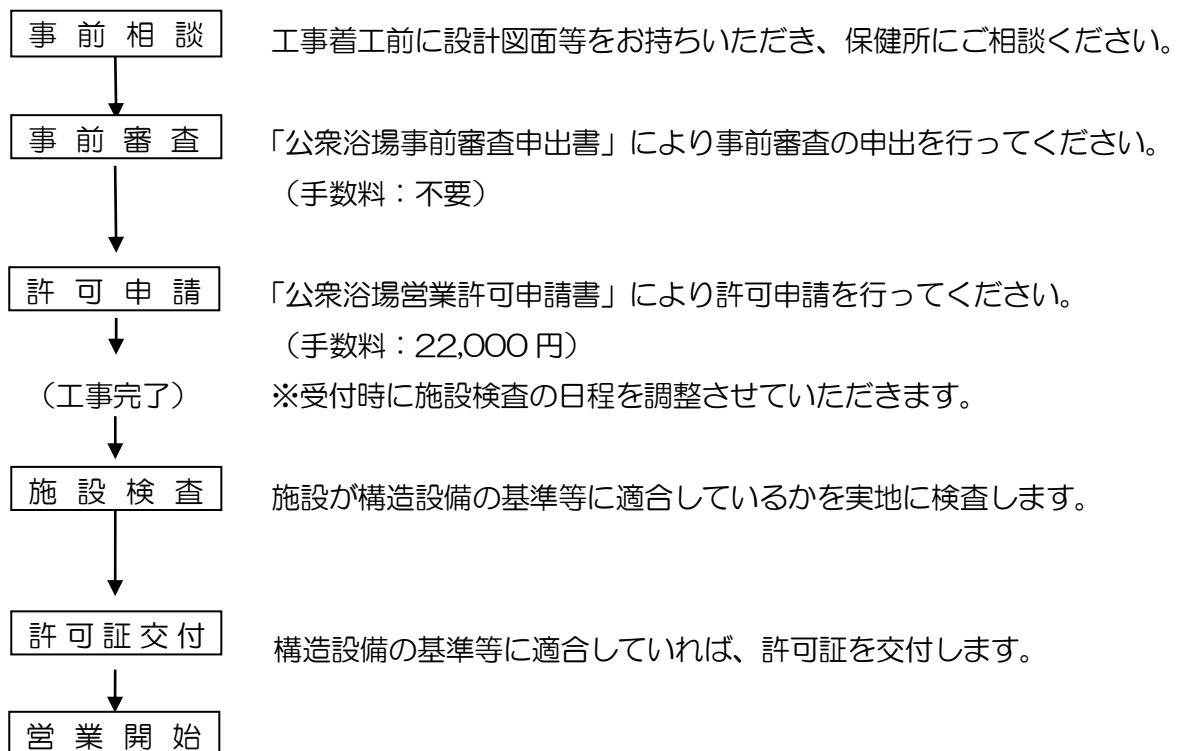 事前相談 工事着工前に設計図面等をお持ちいただき、保健所にご相談ください。
事前審査 「公衆浴場事前審査申出書」により事前審査の申出を行ってください。
（手数料：不要）
許可申請 「公衆浴場営業許可申請書」により許可申請を行ってください。
（手数料：22,000円）
（工事完了） ※受付時に施設検査の日程を調整させていただきます。
施設検査 施設が構造設備の基準等に適合しているかを実地に検査します。
許可証交付 構造設備の基準等に適合していれば、許可証を交付します。
営業開始